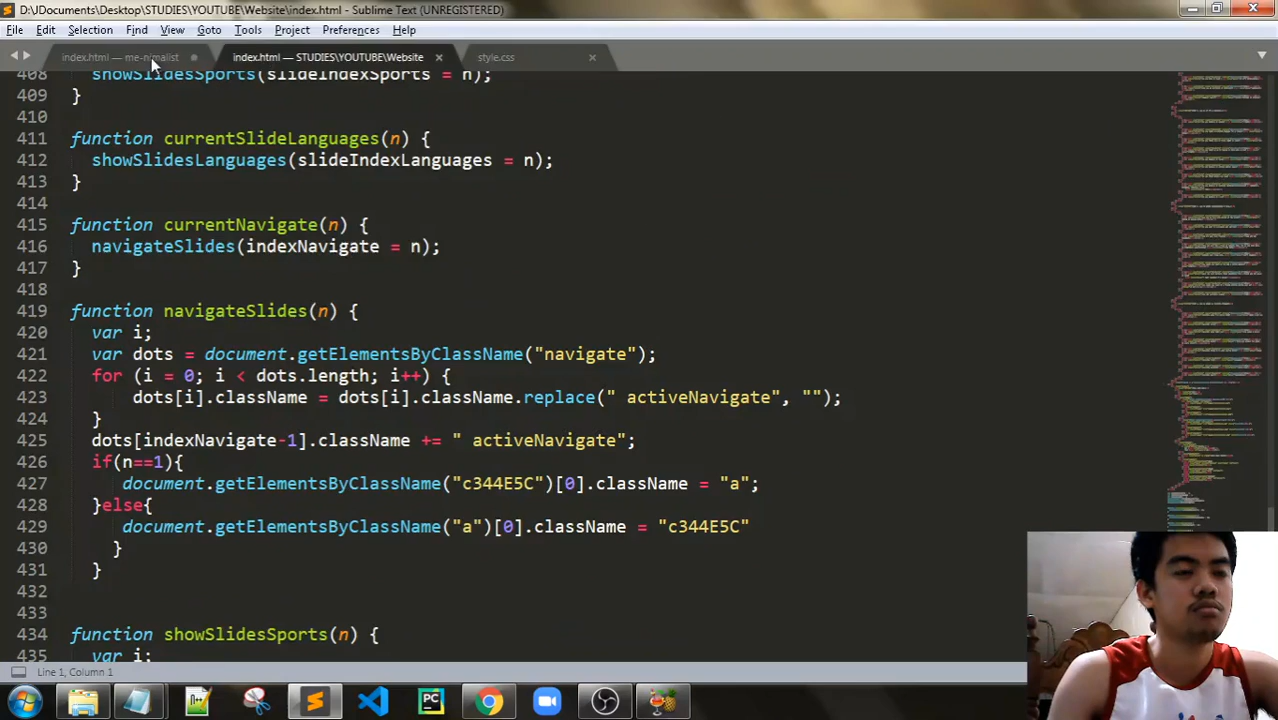 D:\JDocuments\Desktop\STUDIES\YOUTUBE\Website\index.html - Sublime Text (UNREGISTERED)
File Edit Selection Find View Goto Tools Project Preferences Help
index.html — me-nimalist index.html — STUDIES\YOUTUBE\Website style.css
408 showSlidesSports(slideIndexSports = n);
409 }
410
411 function currentSlideLanguages(n) {
412 showSlidesLanguages(slideIndexLanguages = n);
413 }
414
415 function currentNavigate(n) {
416 navigateSlides(indexNavigate = n);
417 }
418
419 function navigateSlides(n) {
420 var i;
421 var dots = document.getElementsByClassName("navigate");
422 for (i = 0; i < dots.length; i++) {
423 dots[i].className = dots[i].className.replace(" activeNavigate", "");
424 }
425 dots[indexNavigate-1].className += " activeNavigate";
426 if(n==1){
427 document.getElementsByClassName("c344E5C")[0].className = "a";
428 }else{
429 document.getElementsByClassName("a")[0].className = "c344E5C"
430 }
431 }
432
433
434 function showSlidesSports(n) {
435 var i;
Line 1, Column 1